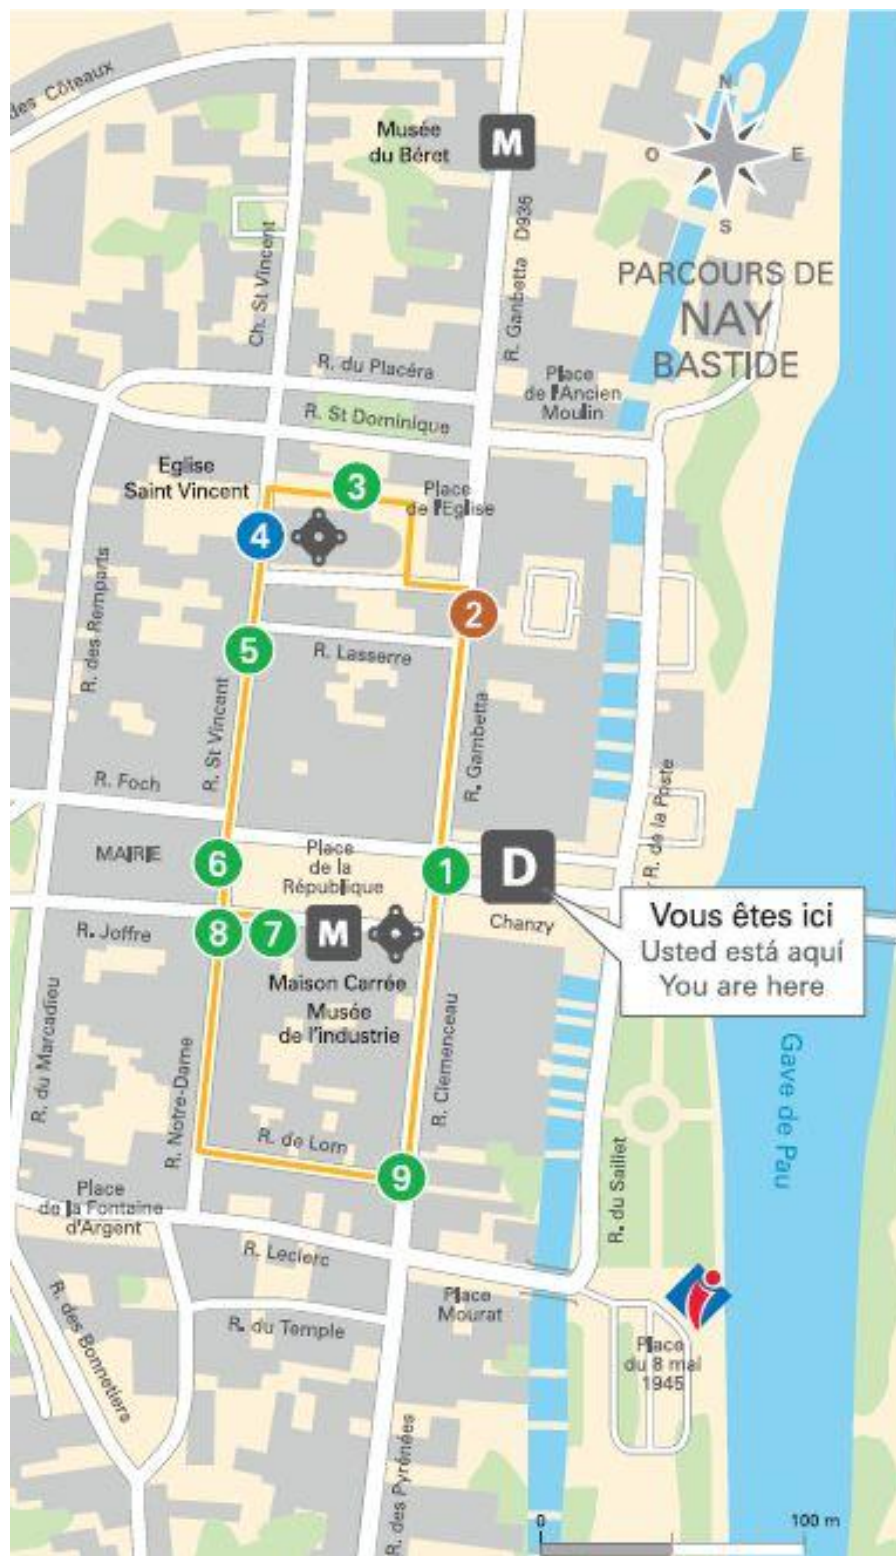 des Côteaux
Musée
du Béret
M
N
O
E
S
R. Ganbetta D936
Ch. St Vincent
PARCOURS DE
NAY
BASTIDE
R. du Placéra
Place
de l'Ancien
Moulin
R. St Dominique
Eglise
Saint Vincent
3
Place
de l'Eglise
4
2
R. des Remparts
5
R. Lasserre
R. St Vincent
R. Gambetta
R. Foch
R. de la Poste
MAIRIE
6
Place
de la
République
1
D
Chanzy
Vous êtes ici
Usted está aquí
You are here
R. Joffre
8
7
M
Maison Carrée
Musée
de l'industrie
R. du Marcadieu
R. Notre-Dame
R. Clemenceau
Gave de Pau
R. de Lom
9
R. du Saillet
Place
de la Fontaine
d'Argent
R. Leclerc
Place
Mourat
R. des Bonnetiers
R. du Temple
Place
du 8 mai
1945
R. des Pyrénées
0
100 m